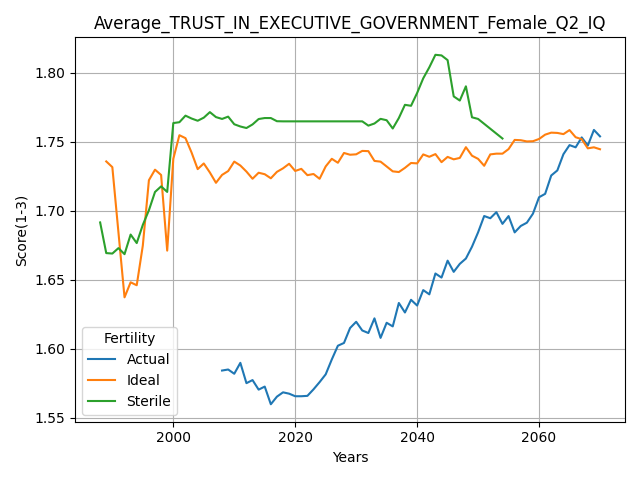 Average_TRUST_IN_EXECUTIVE_GOVERNMENT_Female_Q2_IQ
1.80
1.75
1.70
1.65
1.60
1.55
Score(1-3)
Fertility
Actual
Ideal
Sterile
2000
2020
2040
2060
Years